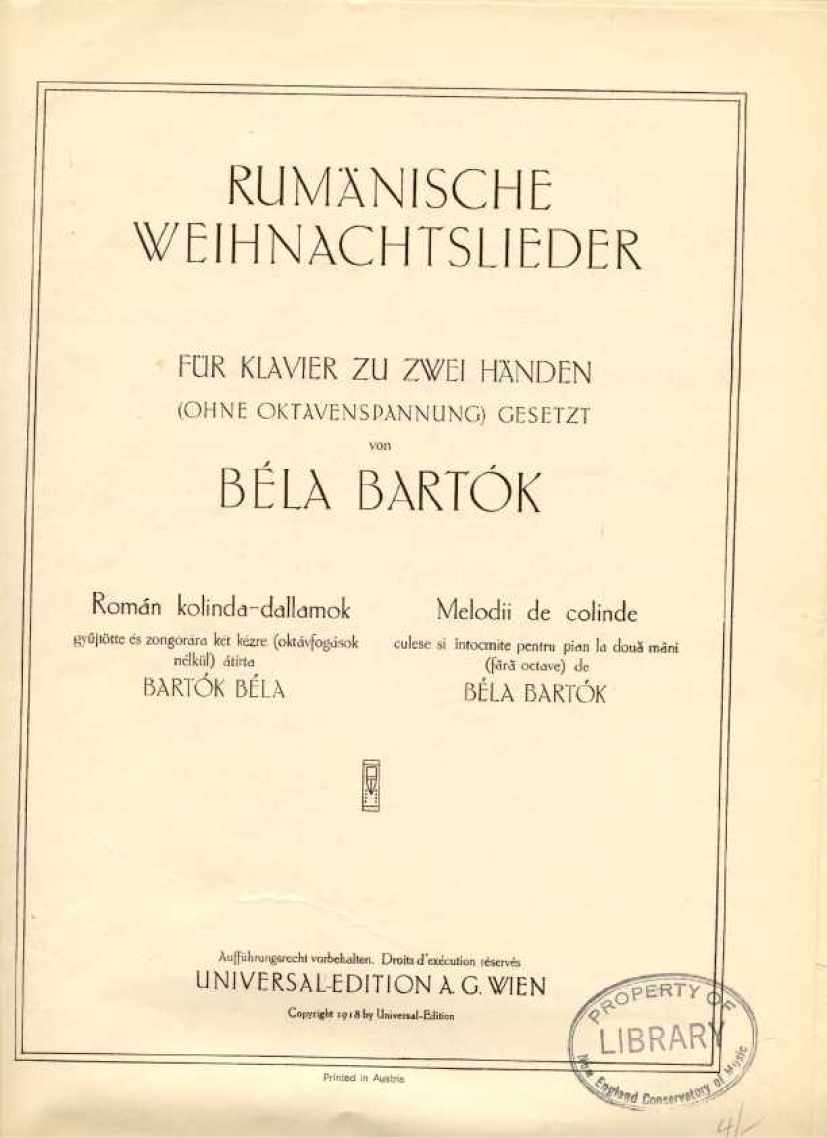 RUMÄNISCHE
WEIHNACHTSLIEDER
FÜR KLAVIER ZU ZWEI HÄNDEN
(OHNE OKTAVENSPANNUNG) GESETZT
von
BÉLA BARTÓK
Román kolinda-dallamok
gyűjtötte és zongorára két kézre (oktávfogások
nélkül) átírta
BARTÓK BÉLA
Melodii de colinde
culese si întocmite pentru pian la două mâni
(fără octave) de
BÉLA BARTÓK
Aufführungsrecht vorbehalten. Droits d'exécution réservés
UNIVERSAL-EDITION A. G. WIEN
Copyright 1918 by Universal-Edition
Printed in Austria
PROPERTY OF
LIBRARY
New England Conservatory of Music
4/-